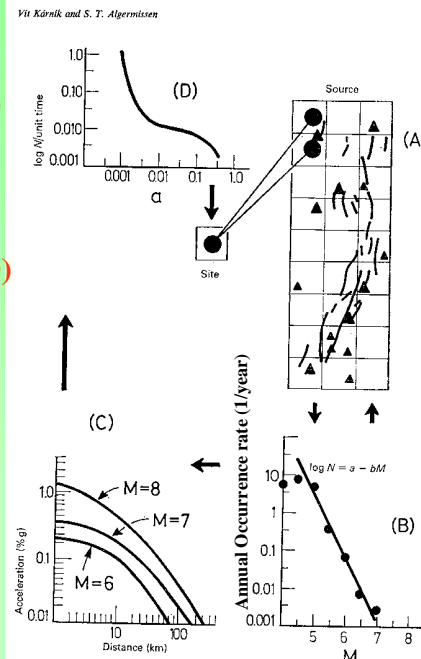 Vít Kárník and S. T. Algermissen
Source
(A
(D)
log N/unit time
1.0
0.10
0.010
0.001
0.001
0.01
0.1
1.0
a
Site
(C)
Acceleration (% g)
1.0
0.1
0.01
M=8
M=7
M=6
10
100
Distance (km)
Annual Occurrence rate (1/year)
100
10
1
0.1
0.01
0.001
log N = a – bM
(B)
5
6
7
8
M